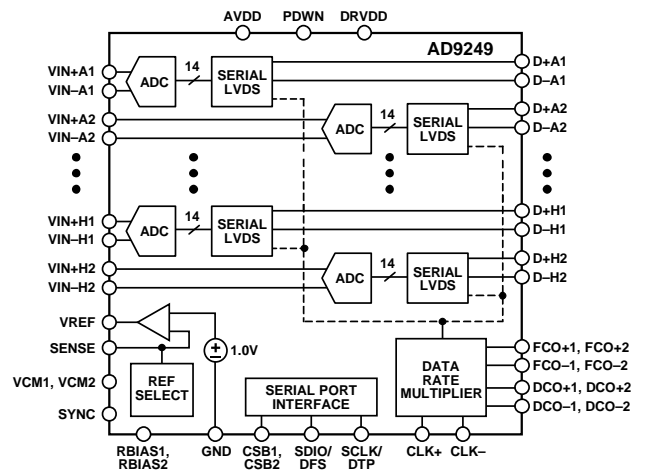 AVDD PDWN DRVDD
AD9249
VIN+A1
VIN–A1
ADC
14
SERIAL
LVDS
D+A1
D–A1
VIN+A2
VIN–A2
ADC
14
SERIAL
LVDS
D+A2
D–A2
VIN+H1
VIN–H1
ADC
14
SERIAL
LVDS
D+H1
D–H1
VIN+H2
VIN–H2
ADC
14
SERIAL
LVDS
D+H2
D–H2
VREF
SENSE
1.0V
REF
SELECT
VCM1, VCM2
SYNC
SERIAL PORT
INTERFACE
DATA
RATE
MULTIPLIER
FCO+1, FCO+2
FCO–1, FCO–2
DCO+1, DCO+2
DCO–1, DCO–2
RBIAS1,
RBIAS2
GND
CSB1,
CSB2
SDIO/
DFS
SCLK/
DTP
CLK+
CLK–